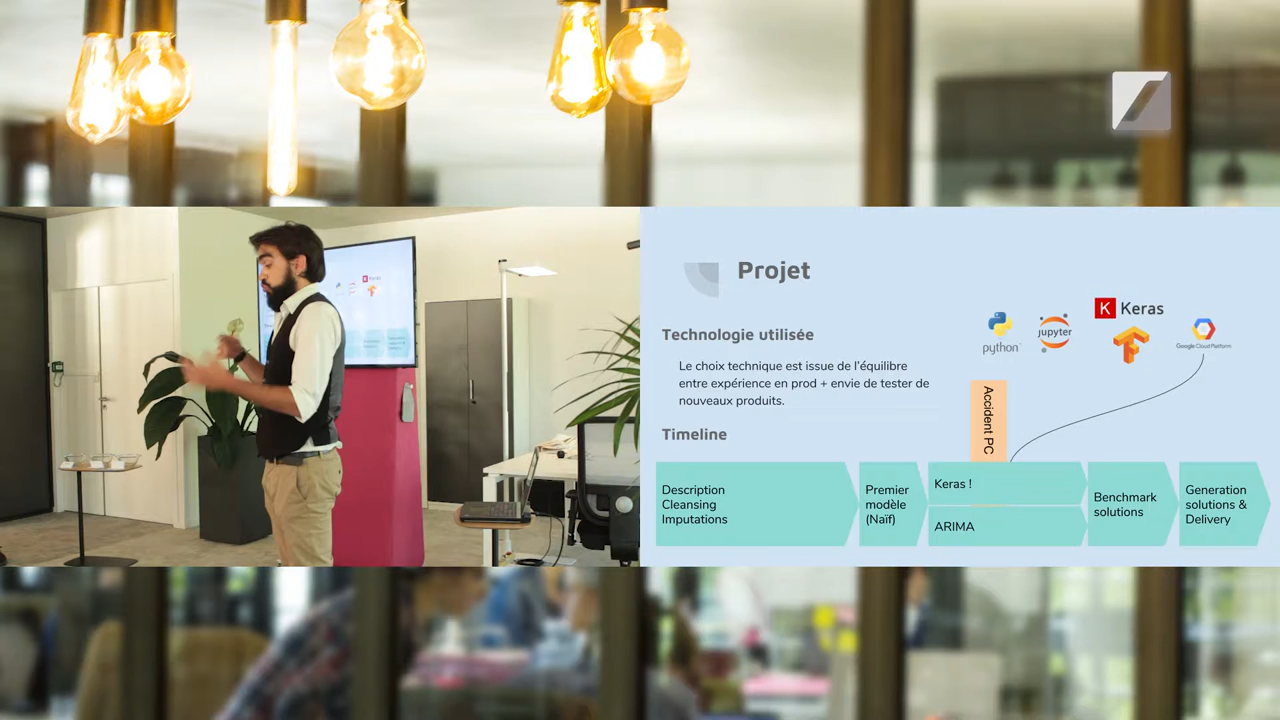 Projet
Technologie utilisée
Le choix technique est issue de l'équilibre
entre expérience en prod + envie de tester de
nouveaux produits.
python
jupyter
K Keras
Google Cloud Platform
Accident PC
Timeline
Description
Cleansing
Imputations
Premier
modèle
(Naïf)
Keras !
ARIMA
Benchmark
solutions
Generation
solutions &
Delivery